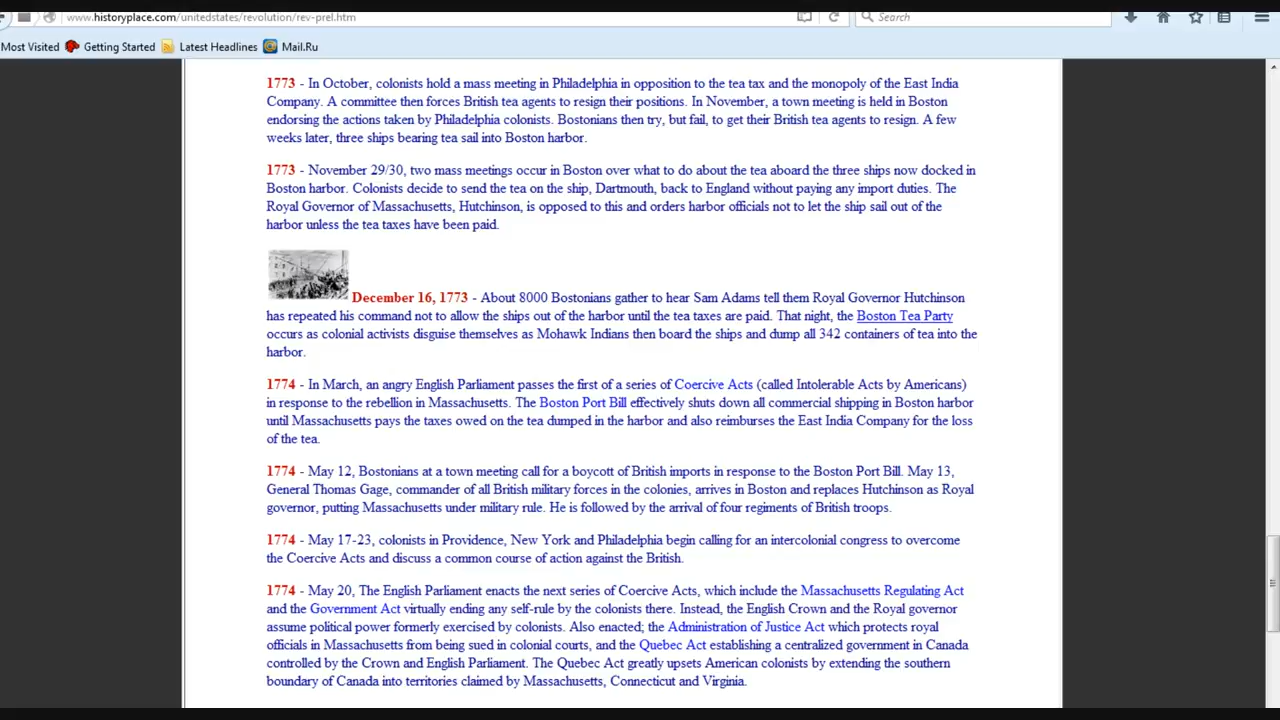 www.historyplace.com/unitedstates/revolution/rev-prel.htm
Search
Most Visited Getting Started Latest Headlines Mail.Ru
1773 - In October, colonists hold a mass meeting in Philadelphia in opposition to the tea tax and the monopoly of the East India
Company. A committee then forces British tea agents to resign their positions. In November, a town meeting is held in Boston
endorsing the actions taken by Philadelphia colonists. Bostonians then try, but fail, to get their British tea agents to resign. A few
weeks later, three ships bearing tea sail into Boston harbor.
1773 - November 29/30, two mass meetings occur in Boston over what to do about the tea aboard the three ships now docked in
Boston harbor. Colonists decide to send the tea on the ship, Dartmouth, back to England without paying any import duties. The
Royal Governor of Massachusetts, Hutchinson, is opposed to this and orders harbor officials not to let the ship sail out of the
harbor unless the tea taxes have been paid.
December 16, 1773 - About 8000 Bostonians gather to hear Sam Adams tell them Royal Governor Hutchinson
has repeated his command not to allow the ships out of the harbor until the tea taxes are paid. That night, the Boston Tea Party
occurs as colonial activists disguise themselves as Mohawk Indians then board the ships and dump all 342 containers of tea into the
harbor.
1774 - In March, an angry English Parliament passes the first of a series of Coercive Acts (called Intolerable Acts by Americans)
in response to the rebellion in Massachusetts. The Boston Port Bill effectively shuts down all commercial shipping in Boston harbor
until Massachusetts pays the taxes owed on the tea dumped in the harbor and also reimburses the East India Company for the loss
of the tea.
1774 - May 12, Bostonians at a town meeting call for a boycott of British imports in response to the Boston Port Bill. May 13,
General Thomas Gage, commander of all British military forces in the colonies, arrives in Boston and replaces Hutchinson as Royal
governor, putting Massachusetts under military rule. He is followed by the arrival of four regiments of British troops.
1774 - May 17-23, colonists in Providence, New York and Philadelphia begin calling for an intercolonial congress to overcome
the Coercive Acts and discuss a common course of action against the British.
1774 - May 20, The English Parliament enacts the next series of Coercive Acts, which include the Massachusetts Regulating Act
and the Government Act virtually ending any self-rule by the colonists there. Instead, the English Crown and the Royal governor
assume political power formerly exercised by colonists. Also enacted; the Administration of Justice Act which protects royal
officials in Massachusetts from being sued in colonial courts, and the Quebec Act establishing a centralized government in Canada
controlled by the Crown and English Parliament. The Quebec Act greatly upsets American colonists by extending the southern
boundary of Canada into territories claimed by Massachusetts, Connecticut and Virginia.